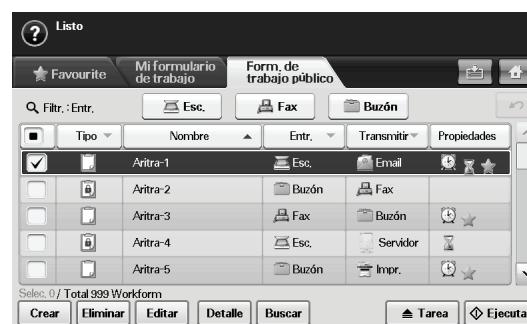 Listo
Favourite
Mi formulario
de trabajo
Form. de
trabajo público
Filtr. : Entr.
Esc.
Fax
Buzón
Tipo
Nombre
Entr.
Transmitir
Propiedades
Aritra-1 Esc. Email
Aritra-2 Buzón Fax
Aritra-3 Fax Buzón
Aritra-4 Esc. Servidor
Aritra-5 Buzón Impr.
Selec. 0 / Total 999 Workform
Crear Eliminar Editar Detalle Buscar Tarea Ejecuta